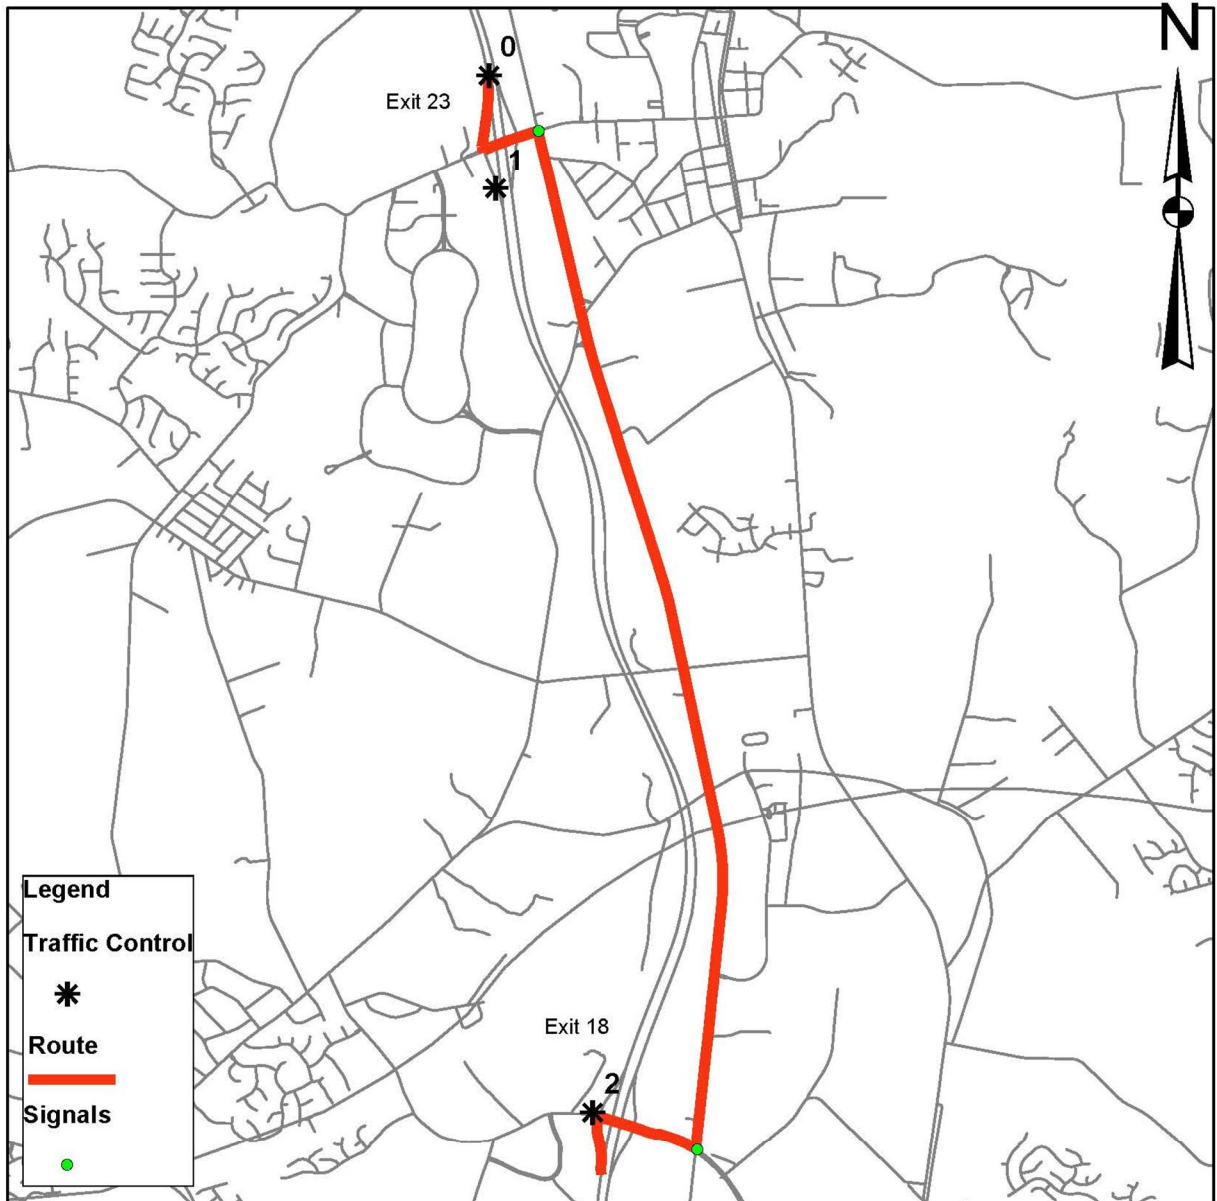 N
0
Exit 23
1
Exit 18
2
Legend
Traffic Control
Route
Signals